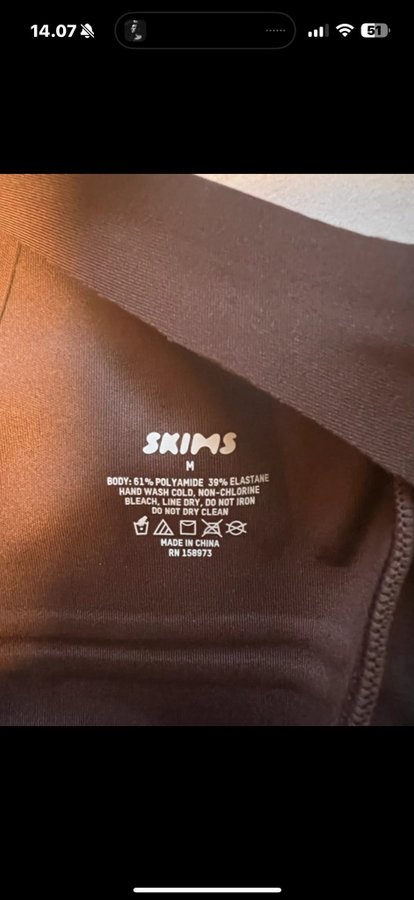 14.07
51
SKIMS
M
BODY: 61% POLYAMIDE 39% ELASTANE
HAND WASH COLD, NON-CHLORINE
BLEACH, LINE DRY, DO NOT IRON
DO NOT DRY CLEAN
MADE IN CHINA
RN 158973